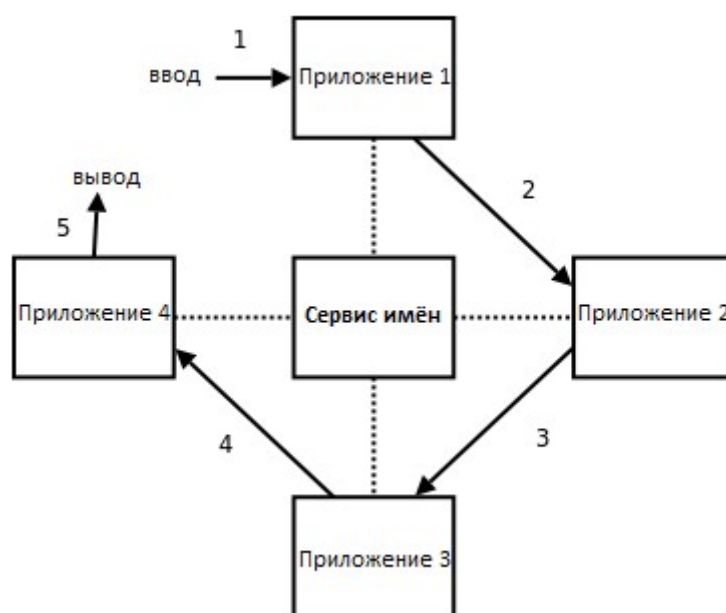 1
ввод
Приложение 1
2
вывод
5
Приложение 4
Сервис имён
Приложение 2
4
3
Приложение 3